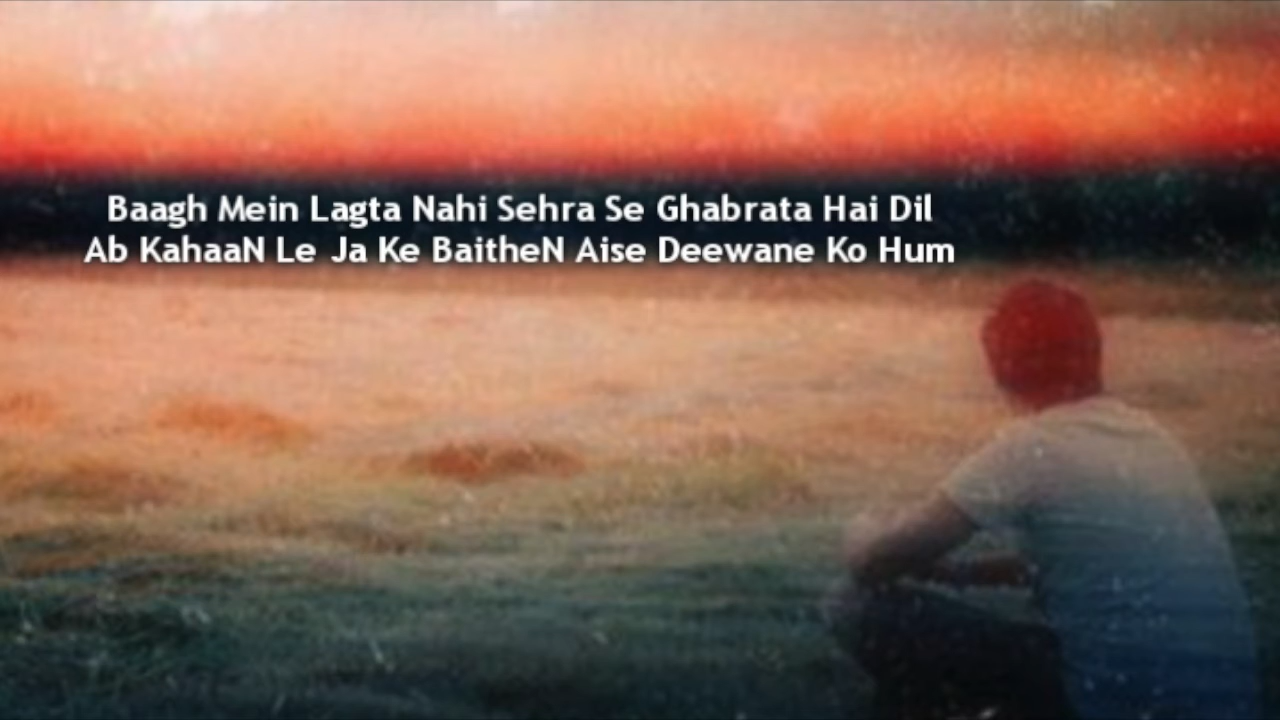 Baagh Mein Lagta Nahi Sehra Se Ghabrata Hai Dil
Ab KahaaN Le Ja Ke BaitheN Aise Deewane Ko Hum